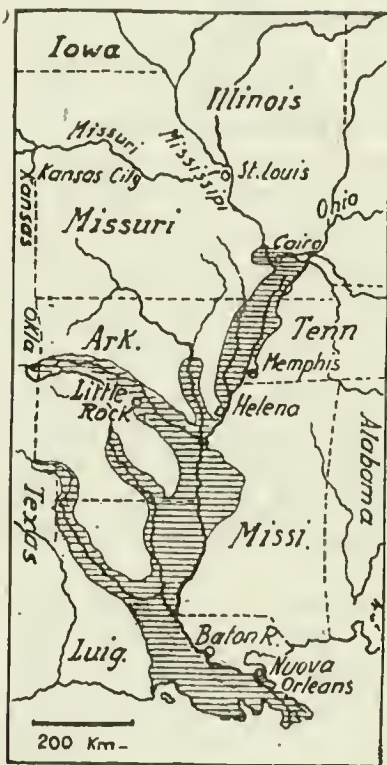 )
Iowa
Illinois
Missuri
Mississipi
Kansas City
St. Louis
Kansas
Ohio
Missuri
Cairo
Okla
Ark.
Tenn
Memphis
Little
Rock
Helena
Alabama
Texas
Missi.
Luig.
Baton R.
Nuova
Orleans
200 Km-